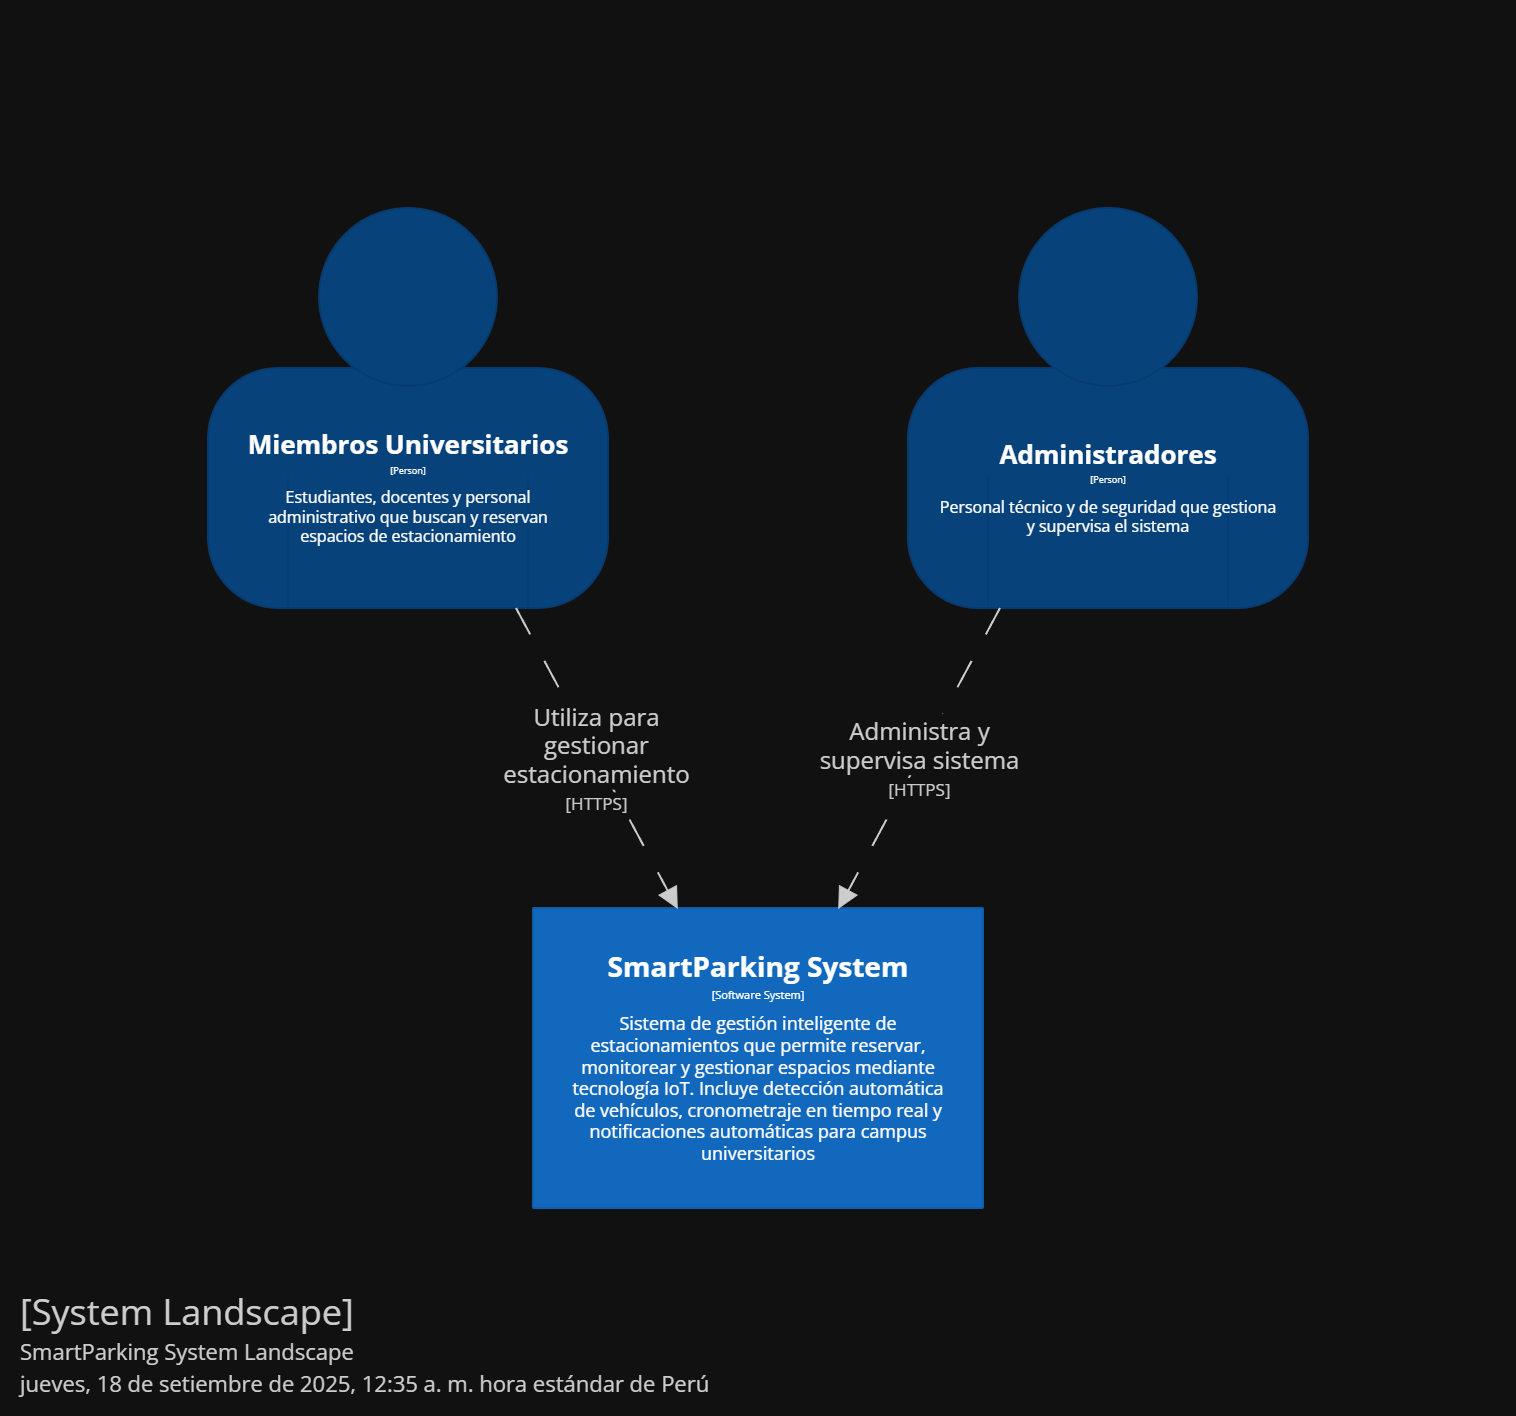 Miembros Universitarios
[Person]
Estudiantes, docentes y personal
administrativo que buscan y reservan
espacios de estacionamiento
Administradores
[Person]
Personal técnico y de seguridad que gestiona
y supervisa el sistema
Utiliza para
gestionar
estacionamiento
[HTTPS]
Administra y
supervisa sistema
[HTTPS]
SmartParking System
[Software System]
Sistema de gestión inteligente de
estacionamientos que permite reservar,
monitorear y gestionar espacios mediante
tecnología IoT. Incluye detección automática
de vehículos, cronometraje en tiempo real y
notificaciones automáticas para campus
universitarios
[System Landscape]
SmartParking System Landscape
jueves, 18 de setiembre de 2025, 12:35 a. m. hora estándar de Perú